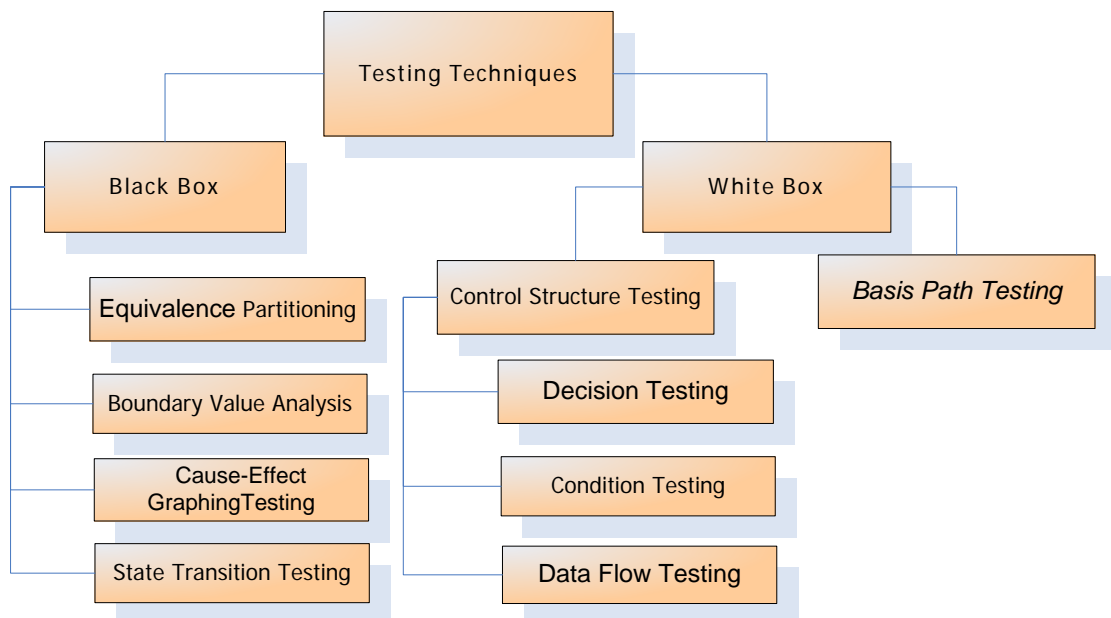 Testing Techniques
Black Box
White Box
Equivalence Partitioning
Boundary Value Analysis
Cause-Effect
GraphingTesting
State Transition Testing
Control Structure Testing
Decision Testing
Condition Testing
Data Flow Testing
Basis Path Testing